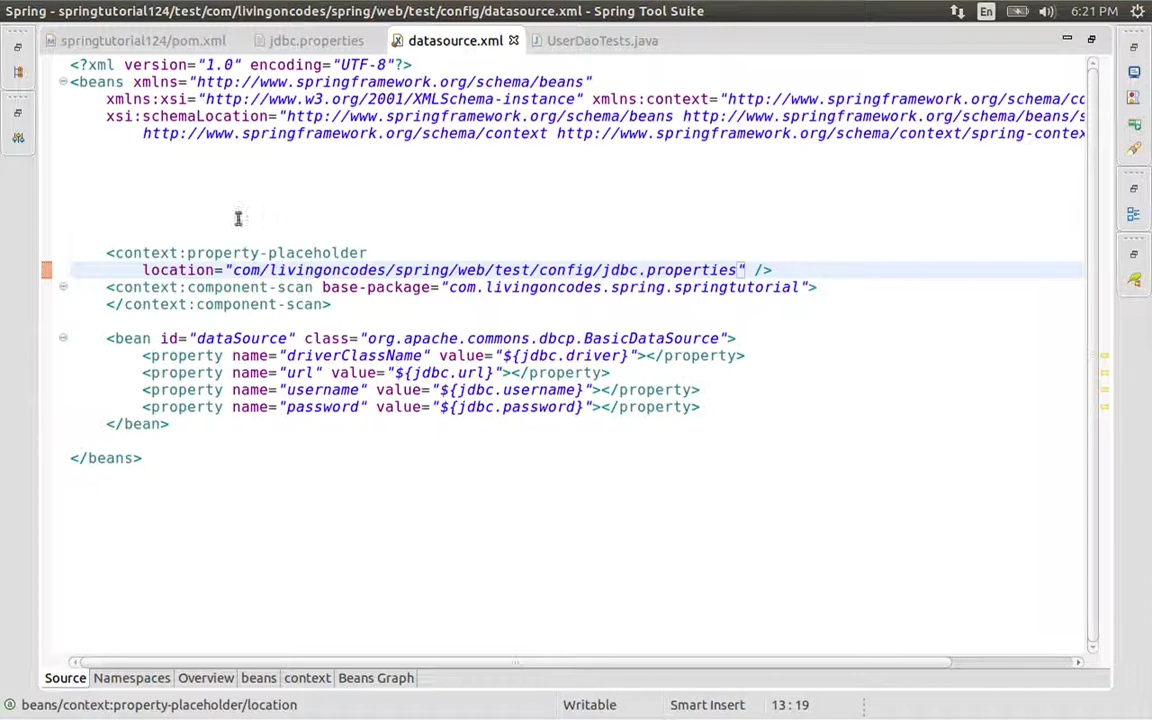 Spring - springtutorial124/test/com/livingoncodes/spring/web/test/config/datasource.xml - Spring Tool Suite
En
6:21 PM
springtutorial124/pom.xml
jdbc.properties
datasource.xml
UserDaoTests.java
<?xml version="1.0" encoding="UTF-8"?>
<beans xmlns="http://www.springframework.org/schema/beans"
xmlns:xsi="http://www.w3.org/2001/XMLSchema-instance" xmlns:context="http://www.springframework.org/schema/co
xsi:schemaLocation="http://www.springframework.org/schema/beans http://www.springframework.org/schema/beans/s
http://www.springframework.org/schema/context http://www.springframework.org/schema/context/spring-contex
<context:property-placeholder
location="com/livingoncodes/spring/web/test/config/jdbc.properties" />
<context:component-scan base-package="com.livingoncodes.spring.springtutorial">
</context:component-scan>
<bean id="dataSource" class="org.apache.commons.dbcp.BasicDataSource">
<property name="driverClassName" value="${jdbc.driver}"></property>
<property name="url" value="${jdbc.url}"></property>
<property name="username" value="${jdbc.username}"></property>
<property name="password" value="${jdbc.password}"></property>
</bean>
</beans>
Source
Namespaces
Overview
beans
context
Beans Graph
beans/context:property-placeholder/location
Writable
Smart Insert
13:19